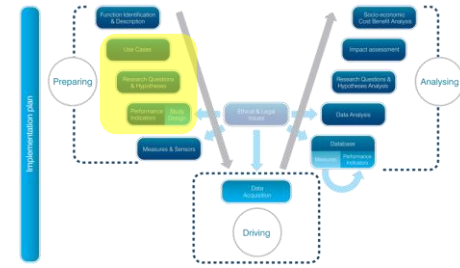 Implementation plan
Preparing
Function Identification
& Description
Use Cases
Research Questions
& Hypotheses
Performance
Indicators
Study
Design
Measures & Sensors
Ethical & Legal
Issues
Data
Acquisition
Driving
Socio-economic
Cost Benefit Analysis
Impact assessment
Research Questions &
Hypotheses Analysis
Data Analysis
Database
Measures
Performance
Indicators
Analysing